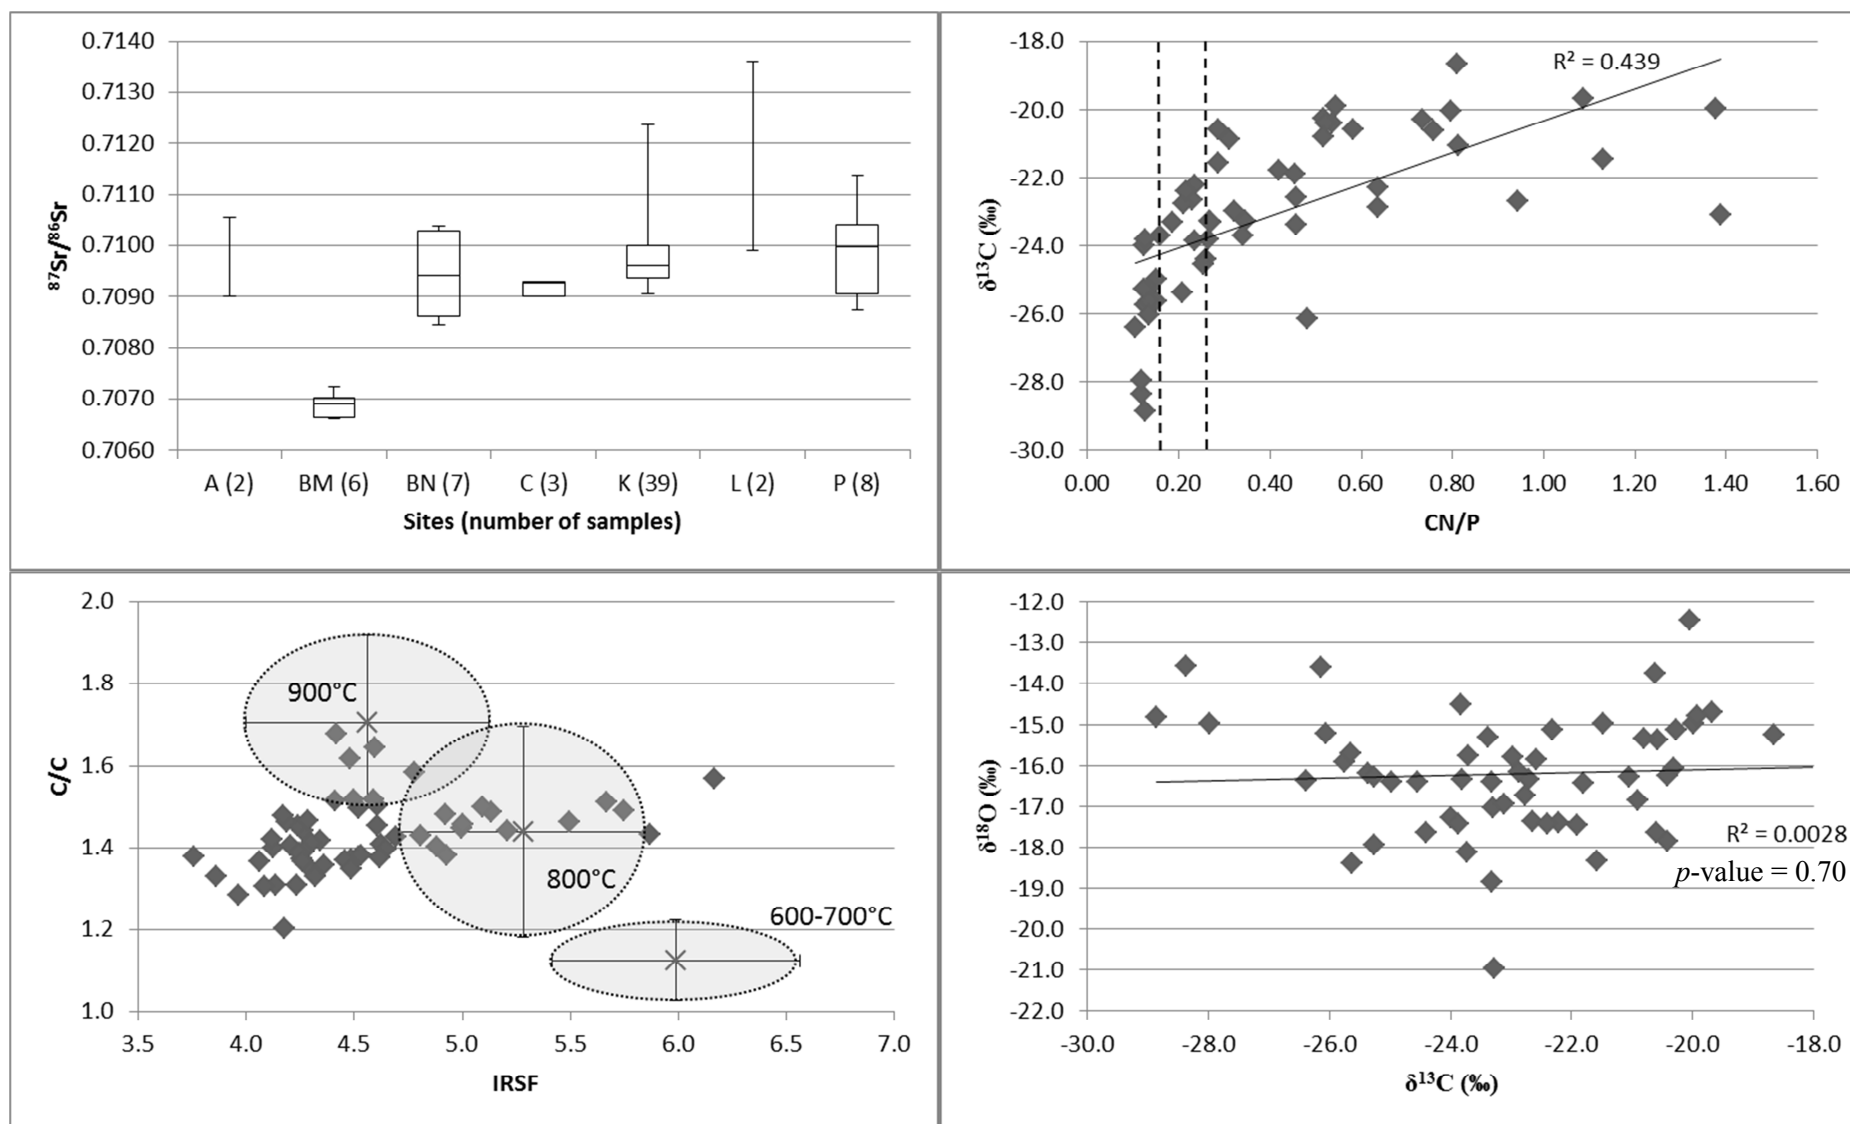 0.7140
0.7130
0.7120
0.7110
0.7100
0.7090
0.7080
0.7070
0.7060
⁸⁷Sr/⁸⁶Sr
A (2) BM (6) BN (7) C (3) K (39) L (2) P (8)
Sites (number of samples)
-18.0
-20.0
-22.0
-24.0
-26.0
-28.0
-30.0
δ¹³C (‰)
R² = 0.439
0.00 0.20 0.40 0.60 0.80 1.00 1.20 1.40 1.60
CN/P
2.0
1.8
1.6
1.4
1.2
1.0
C/C
900°C
800°C
600-700°C
3.5 4.0 4.5 5.0 5.5 6.0 6.5 7.0
IRSF
-12.0
-13.0
-14.0
-15.0
-16.0
-17.0
-18.0
-19.0
-20.0
-21.0
-22.0
δ¹⁸O (‰)
R² = 0.0028
p-value = 0.70
-30.0 -28.0 -26.0 -24.0 -22.0 -20.0 -18.0
δ¹³C (‰)